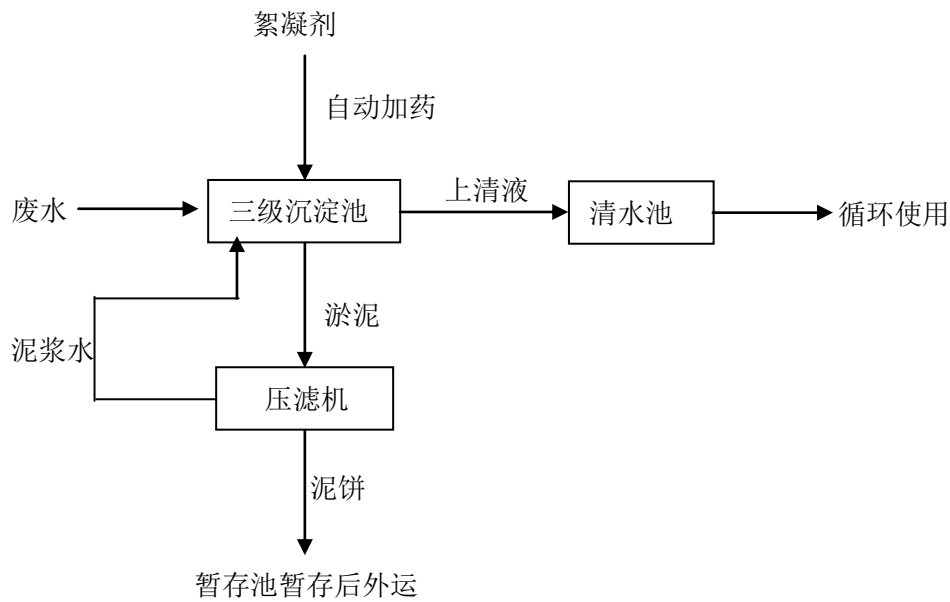 絮凝剂
自动加药
废水
三级沉淀池
上清液
清水池
循环使用
淤泥
泥浆水
压滤机
泥饼
暂存池暂存后外运